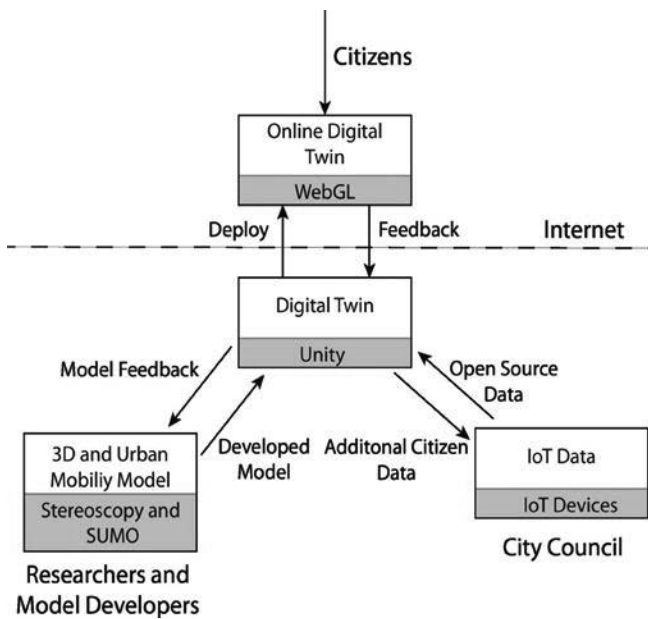 Citizens
Online Digital
Twin
WebGL
Deploy
Feedback
Internet
Digital Twin
Unity
Model Feedback
Open Source
Data
Developed
Model
Additonal Citizen
Data
3D and Urban
Mobiliy Model
Stereoscopy and
SUMO
IoT Data
IoT Devices
City Council
Researchers and
Model Developers